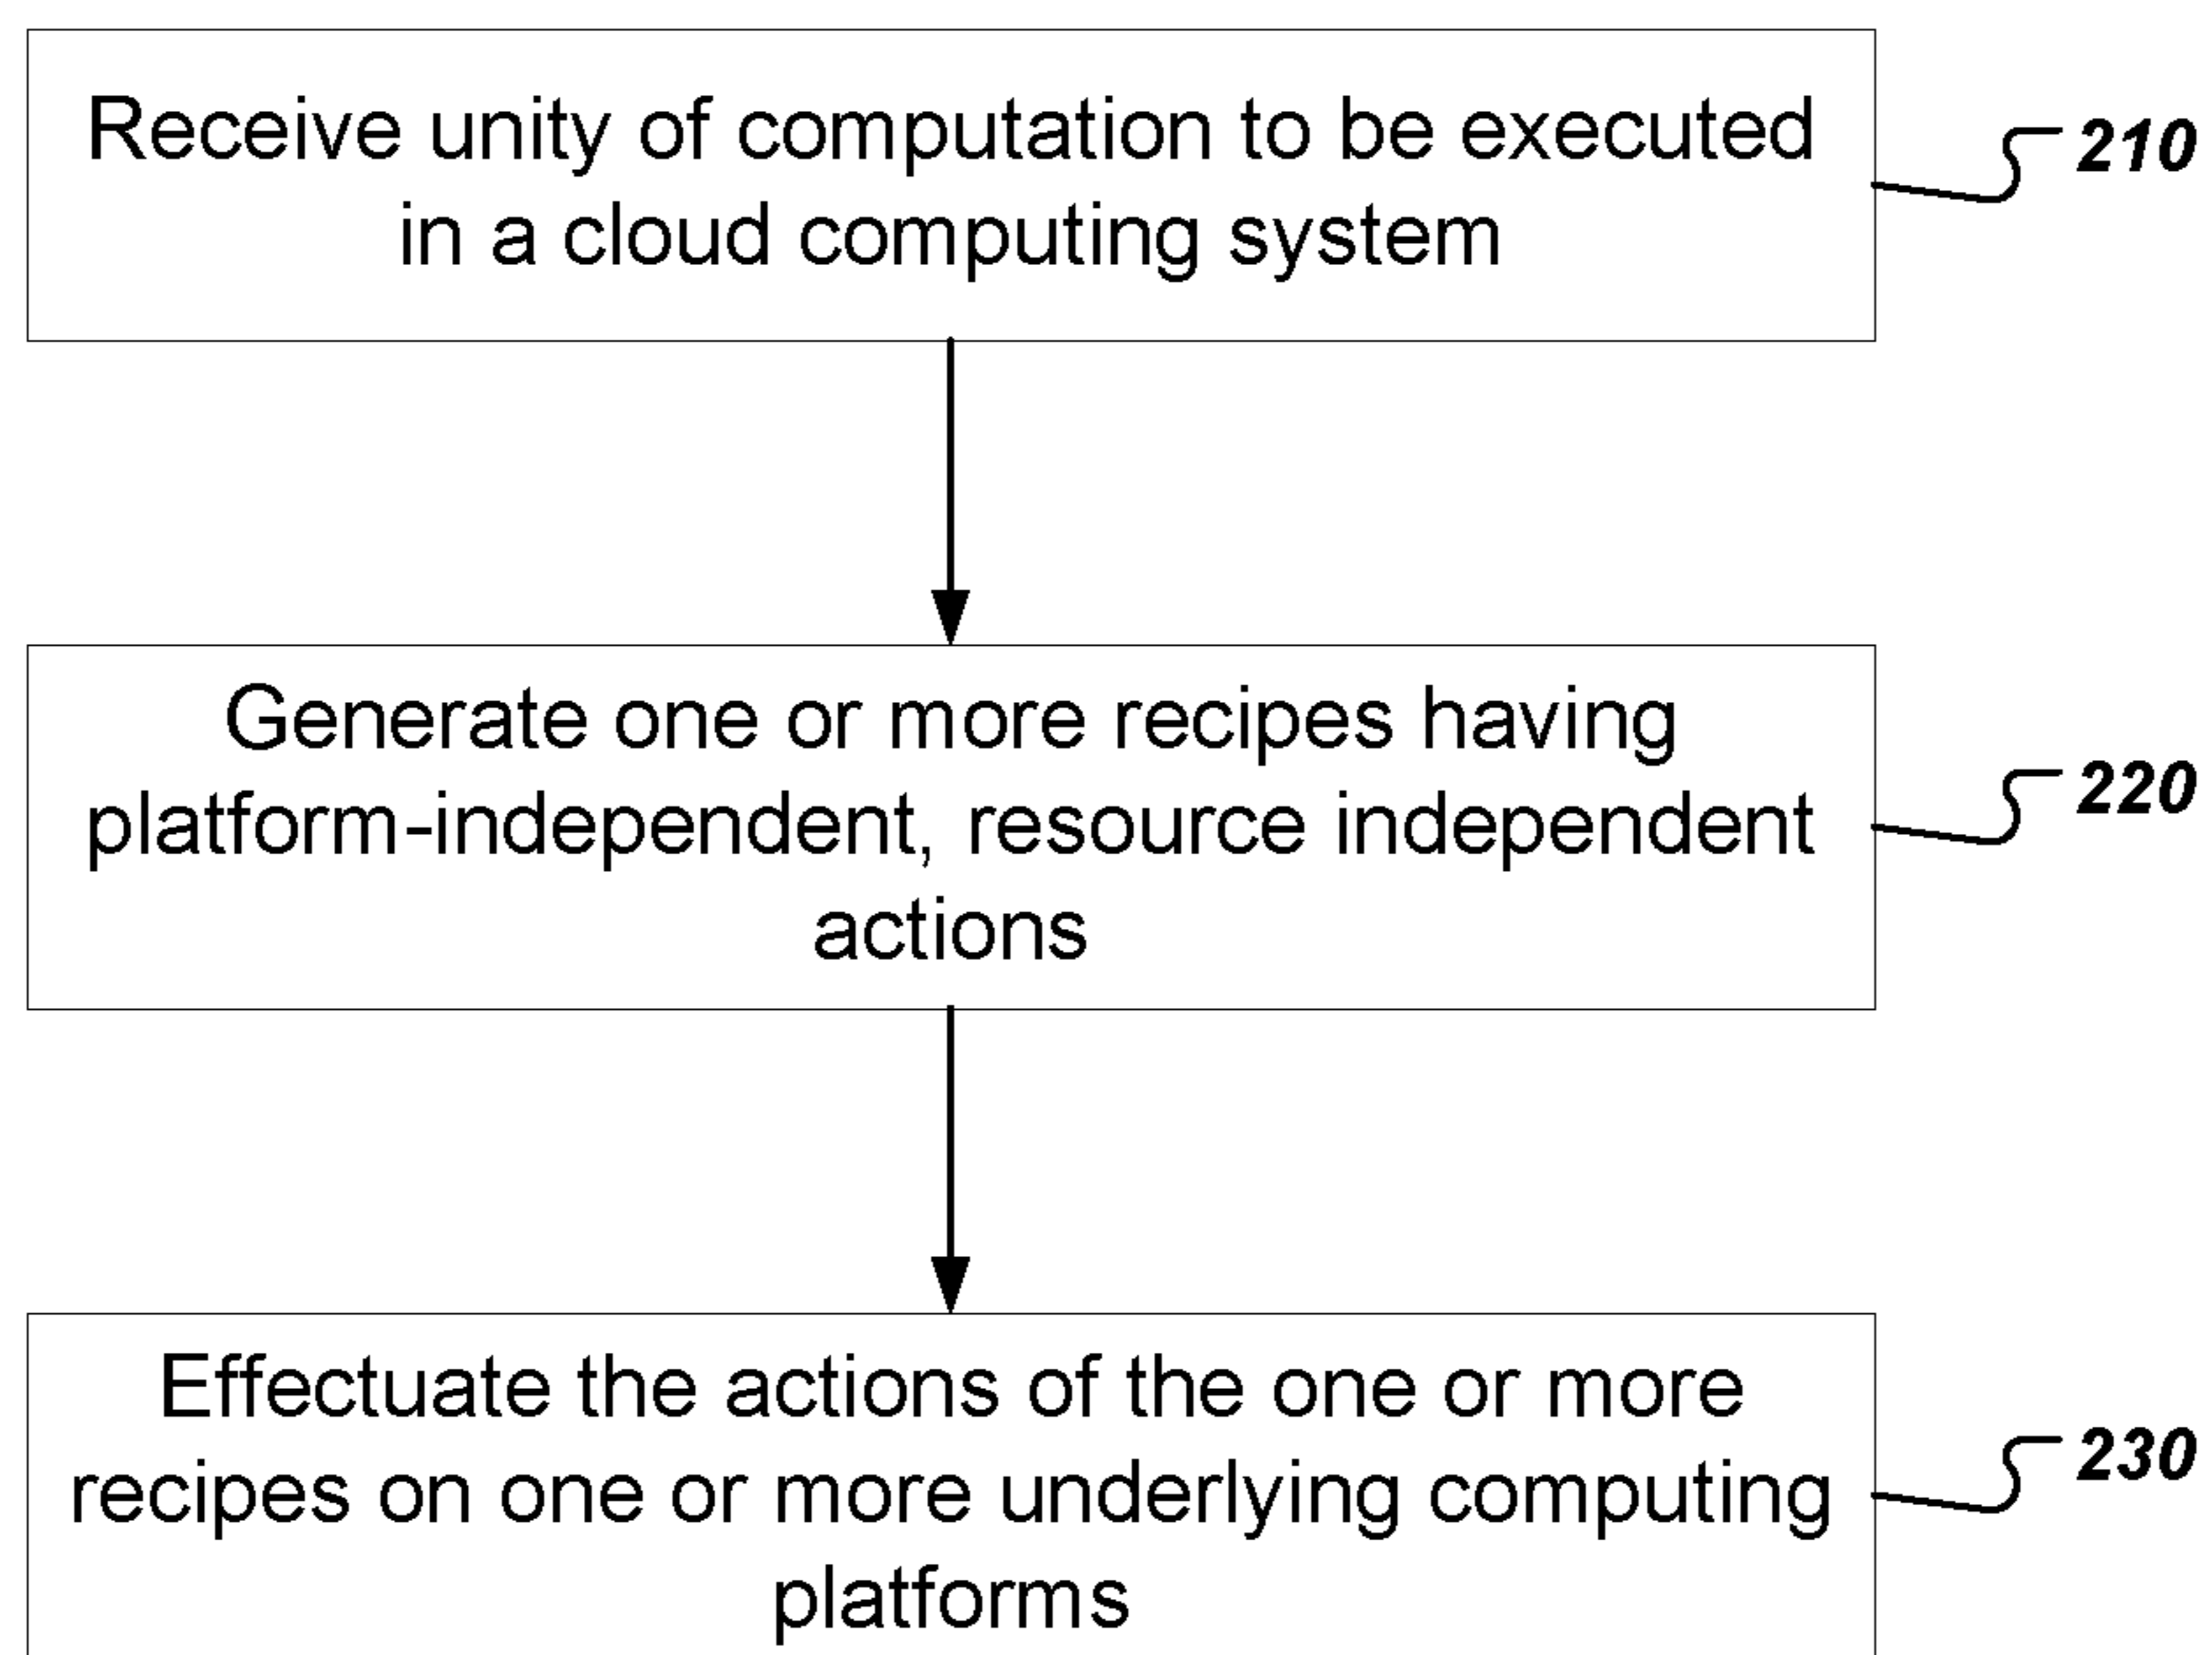 Receive unity of computation to be executed
in a cloud computing system
210
Generate one or more recipes having
platform-independent, resource independent
actions
220
Effectuate the actions of the one or more
recipes on one or more underlying computing
platforms
230